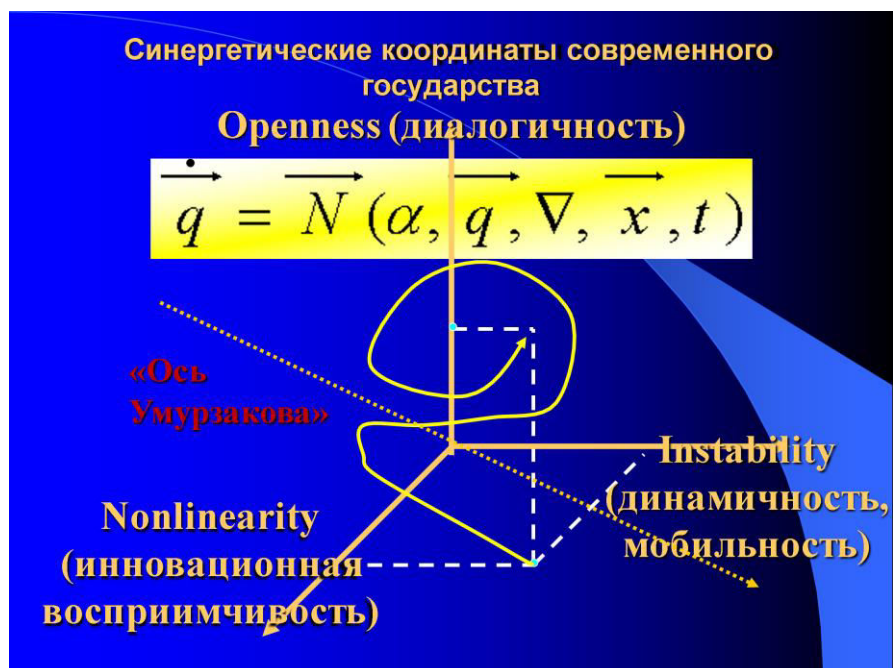 Синергетические координаты современного
государства
Openness (диалогичность)
q̇ = N (α, q, ∇, x, t)
«Ось
Умурзакова»
Instability
(динамичность,
мобильность)
Nonlinearity
(инновационная
восприимчивость)